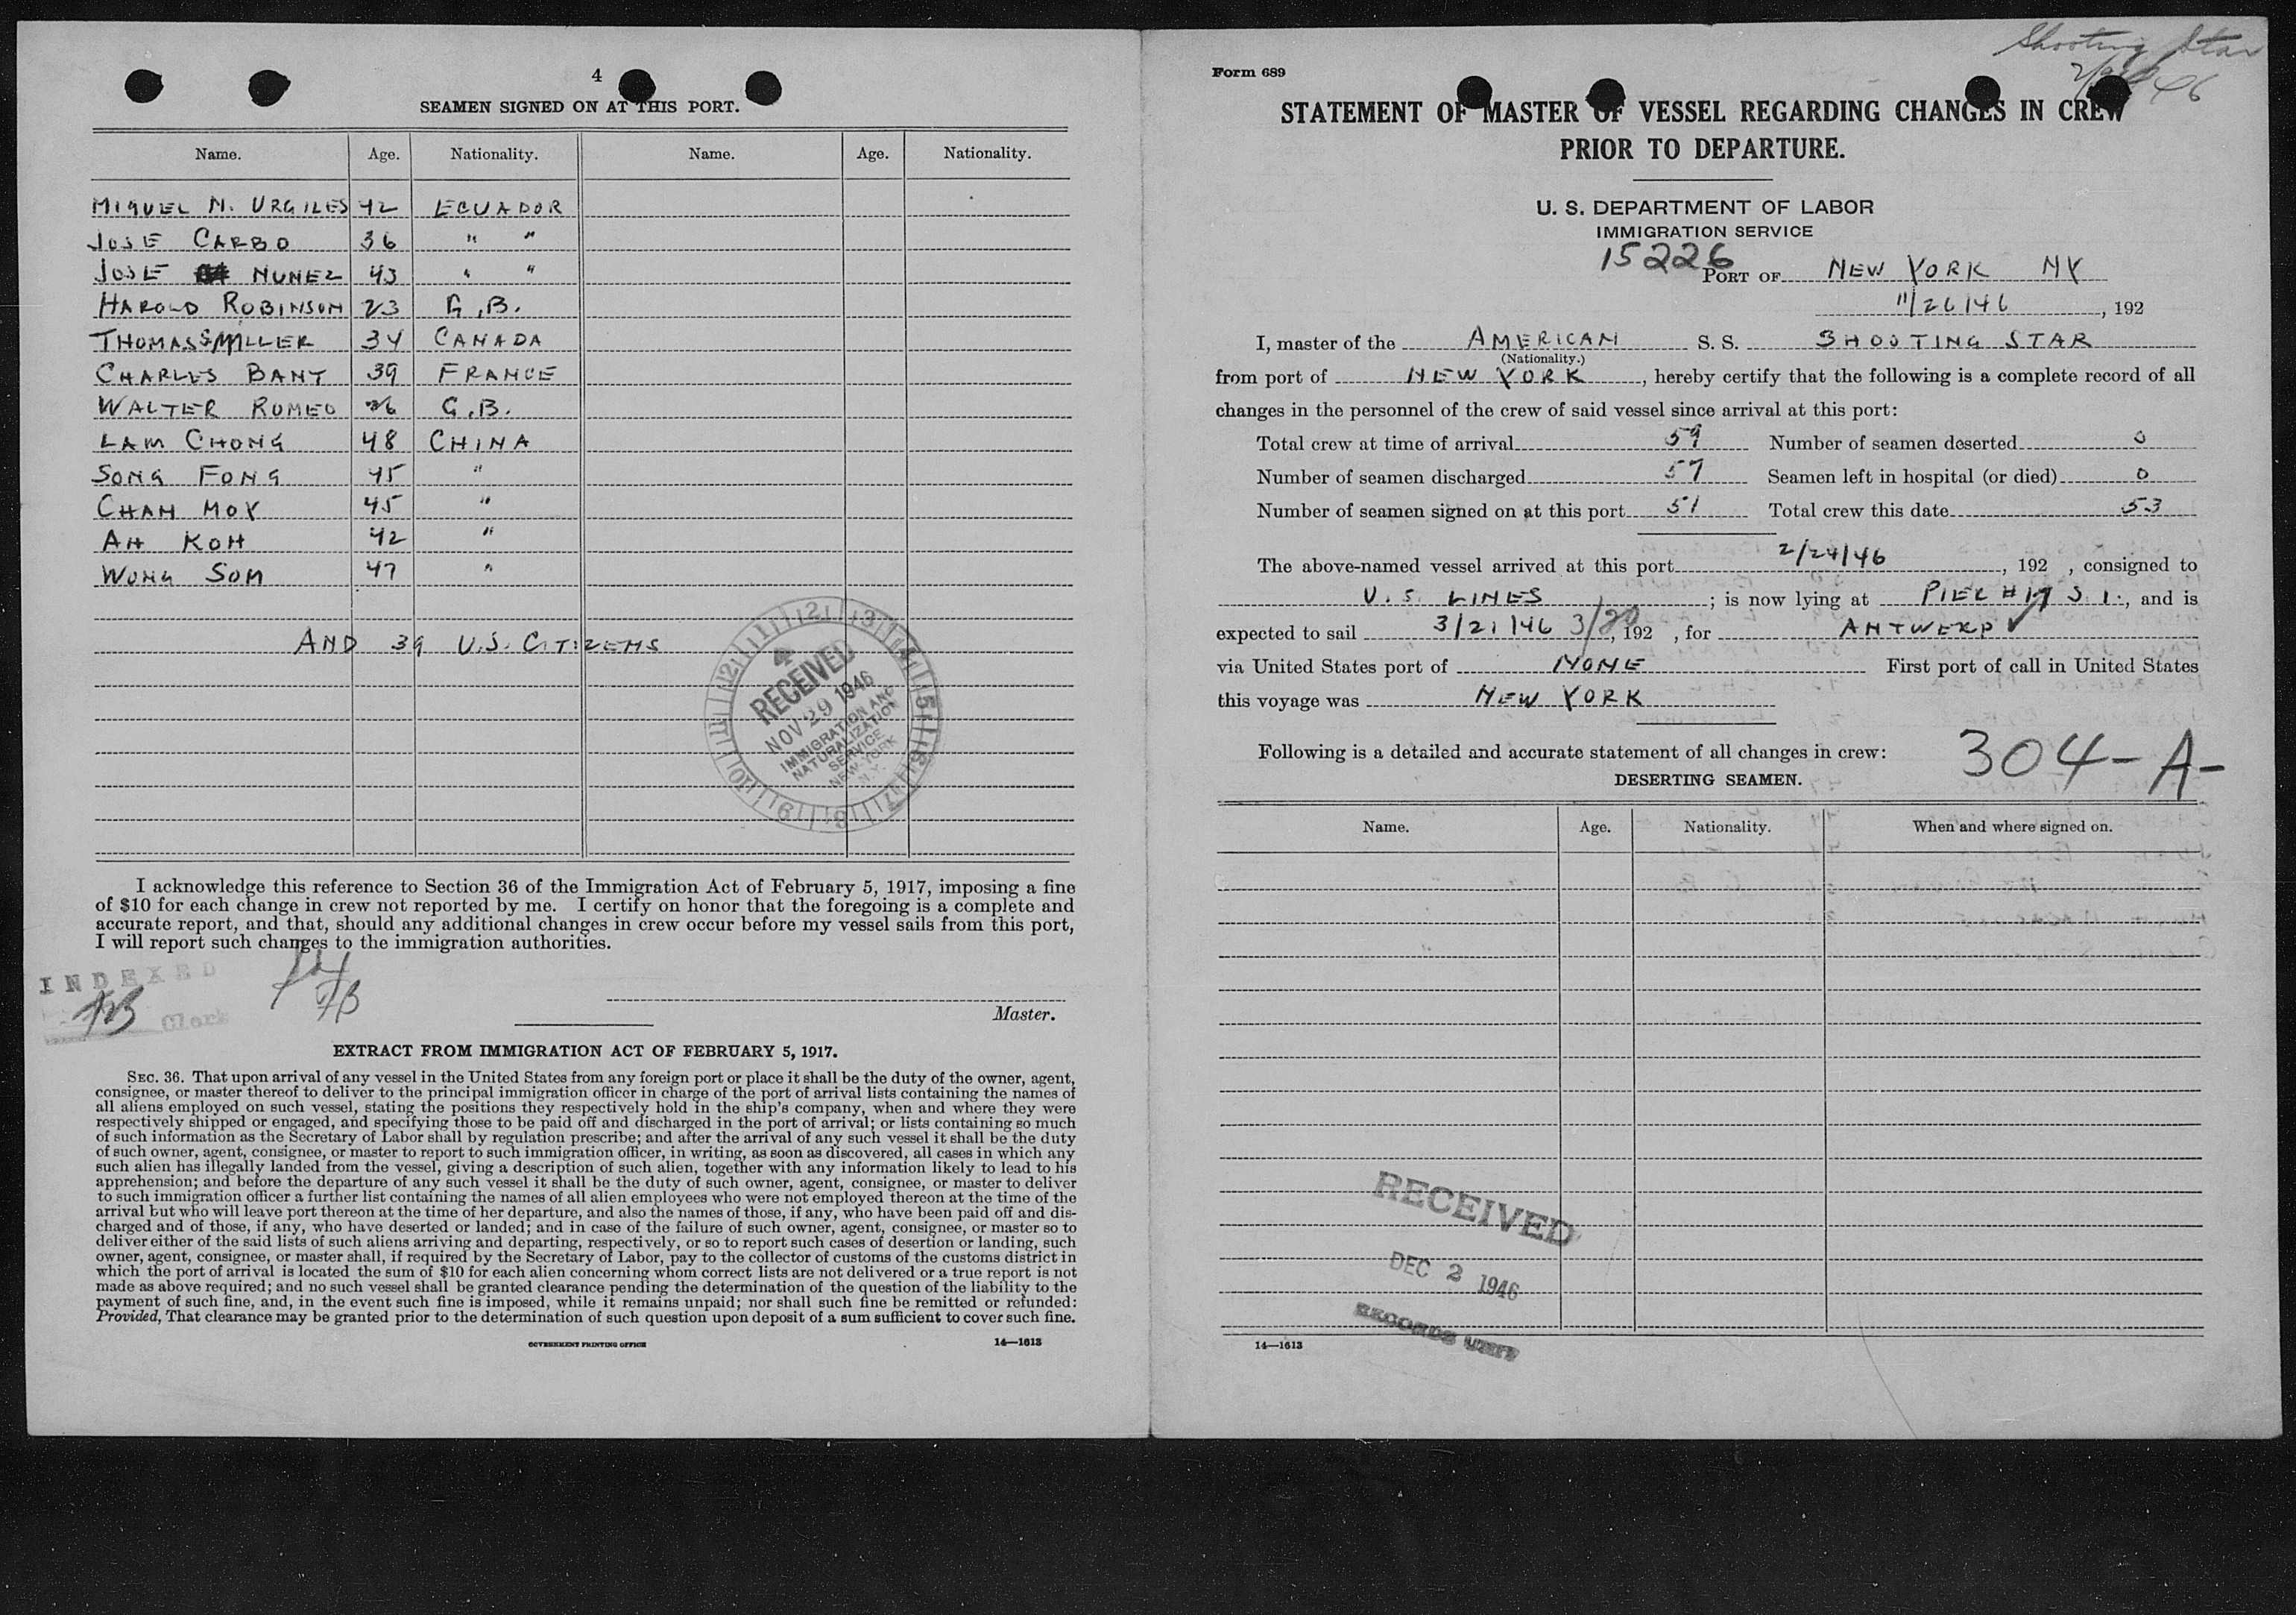 4
SEAMEN SIGNED ON AT THIS PORT.
Name. Age. Nationality. Name. Age. Nationality.
MIGUEL N. URGILES 42 ECUADOR
JOSE CARBO 36 " "
JOSE NUNEZ 43 " "
HAROLD ROBINSON 23 G.B.
THOMAS S MILLER 34 CANADA
CHARLES BANT 39 FRANCE
WALTER ROMEO 36 G.B.
LAM CHONG 48 CHINA
SONG FONG 45 "
CHAN MOY 45 "
AH KOH 42 "
WONG SOM 47 "
AND 39 U.S. CITIZENS
RECEIVED
NOV 29 1946
IMMIGRATION AND
NATURALIZATION
SERVICE
NEW YORK
N.Y.
I acknowledge this reference to Section 36 of the Immigration Act of February 5, 1917, imposing a fine
of $10 for each change in crew not reported by me. I certify on honor that the foregoing is a complete and
accurate report, and that, should any additional changes in crew occur before my vessel sails from this port,
I will report such changes to the immigration authorities.
INDEXED
Clerk
Master.
EXTRACT FROM IMMIGRATION ACT OF FEBRUARY 5, 1917.
SEC. 36. That upon arrival of any vessel in the United States from any foreign port or place it shall be the duty of the owner, agent,
consignee, or master thereof to deliver to the principal immigration officer in charge of the port of arrival lists containing the names of
all aliens employed on such vessel, stating the positions they respectively hold in the ship's company, when and where they were
respectively shipped or engaged, and specifying those to be paid off and discharged in the port of arrival; or lists containing so much
of such information as the Secretary of Labor shall by regulation prescribe; and after the arrival of any such vessel it shall be the duty
of such owner, agent, consignee, or master to report to such immigration officer, in writing, as soon as discovered, all cases in which any
such alien has illegally landed from the vessel, giving a description of such alien, together with any information likely to lead to his
apprehension; and before the departure of any such vessel it shall be the duty of such owner, agent, consignee, or master to deliver
to such immigration officer a further list containing the names of all alien employees who were not employed thereon at the time of the
arrival but who will leave port thereon at the time of her departure, and also the names of those, if any, who have been paid off and dis-
charged and of those, if any, who have deserted or landed; and in case of the failure of such owner, agent, consignee, or master so to
deliver either of the said lists of such aliens arriving and departing, respectively, or so to report such cases of desertion or landing, such
owner, agent, consignee, or master shall, if required by the Secretary of Labor, pay to the collector of customs of the customs district in
which the port of arrival is located the sum of $10 for each alien concerning whom correct lists are not delivered or a true report is not
made as above required; and no such vessel shall be granted clearance pending the determination of the question of the liability to the
payment of such fine, and, in the event such fine is imposed, while it remains unpaid; nor shall such fine be remitted or refunded:
Provided, That clearance may be granted prior to the determination of such question upon deposit of a sum sufficient to cover such fine.
GOVERNMENT PRINTING OFFICE 14—1613
Shooting Star
Form 689
STATEMENT OF MASTER OF VESSEL REGARDING CHANGES IN CREW
PRIOR TO DEPARTURE.
U. S. DEPARTMENT OF LABOR
IMMIGRATION SERVICE
15226
PORT OF NEW YORK NY
11/26/46, 192
I, master of the AMERICAN S. S. SHOOTING STAR
(Nationality.)
from port of NEW YORK, hereby certify that the following is a complete record of all
changes in the personnel of the crew of said vessel since arrival at this port:
Total crew at time of arrival 59 Number of seamen deserted 0
Number of seamen discharged 57 Seamen left in hospital (or died) 0
Number of seamen signed on at this port 51 Total crew this date 53
The above-named vessel arrived at this port 2/24/46, 192 , consigned to
U.S. LINES; is now lying at PIER #17 S.I., and is
expected to sail 3/21/46 3/20, 192 , for ANTWERP
via United States port of NONE First port of call in United States
this voyage was NEW YORK
Following is a detailed and accurate statement of all changes in crew:
304-A-
DESERTING SEAMEN.
Name. Age. Nationality. When and where signed on.
RECEIVED
DEC 2 1946
RECORDS UNIT
14—1613